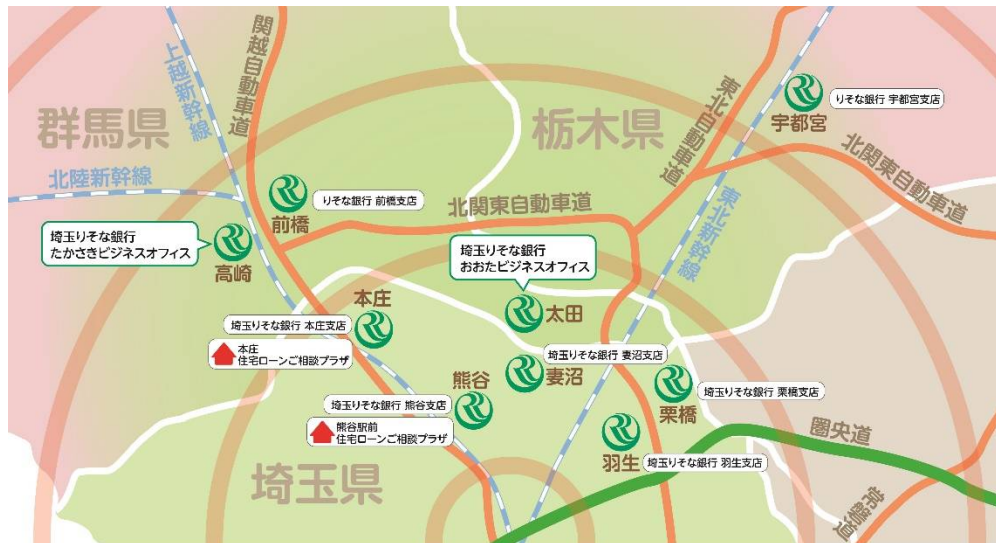 関越自動車道
上越新幹線
群馬県
栃木県
東北自動車道
りそな銀行 宇都宮支店
宇都宮
北関東自動車道
北陸新幹線
りそな銀行 前橋支店
前橋
北関東自動車道
東北新幹線
埼玉りそな銀行
たかさきビジネスオフィス
高崎
埼玉りそな銀行
おおたビジネスオフィス
太田
本庄
埼玉りそな銀行 本庄支店
本庄
住宅ローンご相談プラザ
埼玉りそな銀行 妻沼支店
妻沼
熊谷
埼玉りそな銀行 熊谷支店
熊谷駅前
住宅ローンご相談プラザ
埼玉りそな銀行 栗橋支店
栗橋
羽生
埼玉りそな銀行 羽生支店
圏央道
埼玉県
常磐道